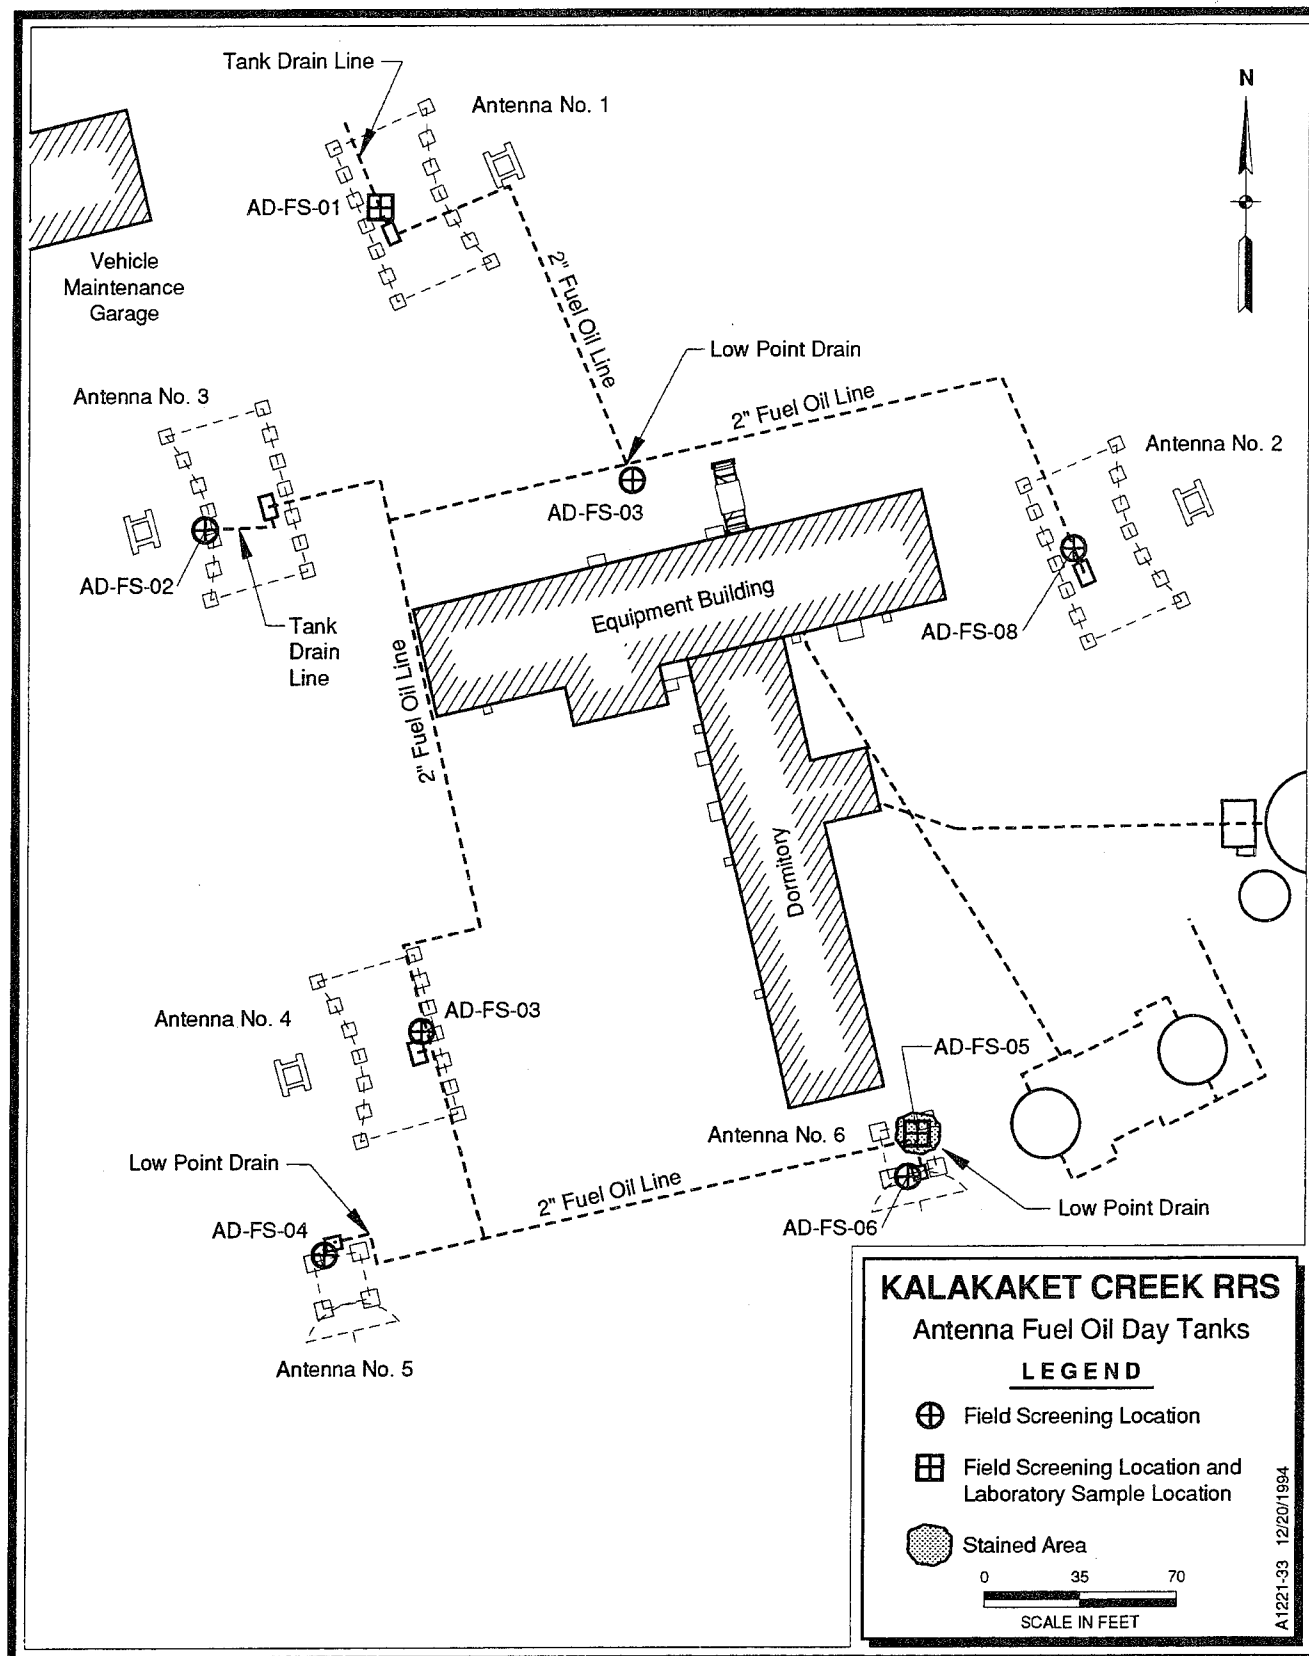 Tank Drain Line
Antenna No. 1
N
AD-FS-01
Vehicle
Maintenance
Garage
2" Fuel Oil Line
Low Point Drain
Antenna No. 3
2" Fuel Oil Line
Antenna No. 2
AD-FS-03
AD-FS-02
Equipment Building
AD-FS-08
Tank
Drain
Line
2" Fuel Oil Line
Dormitory
AD-FS-03
Antenna No. 4
AD-FS-05
Antenna No. 6
Low Point Drain
2" Fuel Oil Line
Low Point Drain
AD-FS-04
AD-FS-06
Antenna No. 5
KALAKAKET CREEK RRS
Antenna Fuel Oil Day Tanks
LEGEND
Field Screening Location
Field Screening Location and
Laboratory Sample Location
Stained Area
0 35 70
SCALE IN FEET
A1221-33 12/20/1994